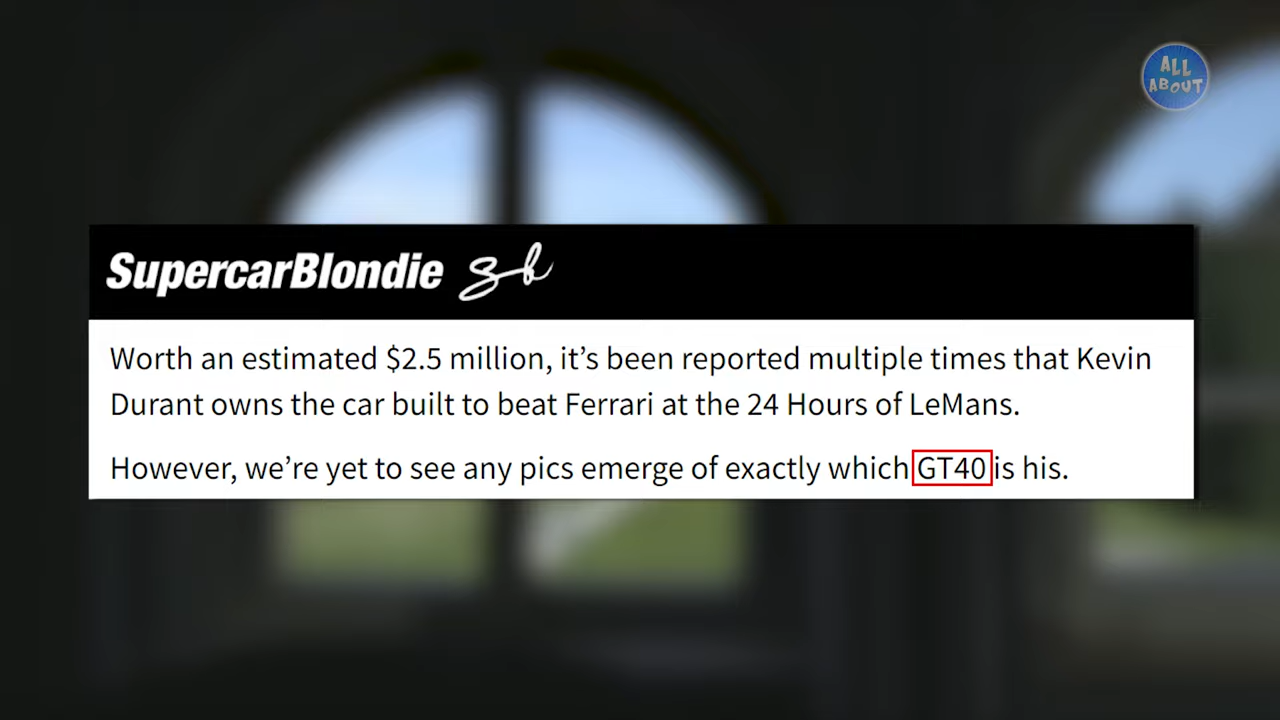 ALL
ABOUT
SupercarBlondie sb
Worth an estimated $2.5 million, it’s been reported multiple times that Kevin
Durant owns the car built to beat Ferrari at the 24 Hours of LeMans.
However, we’re yet to see any pics emerge of exactly which GT40 is his.